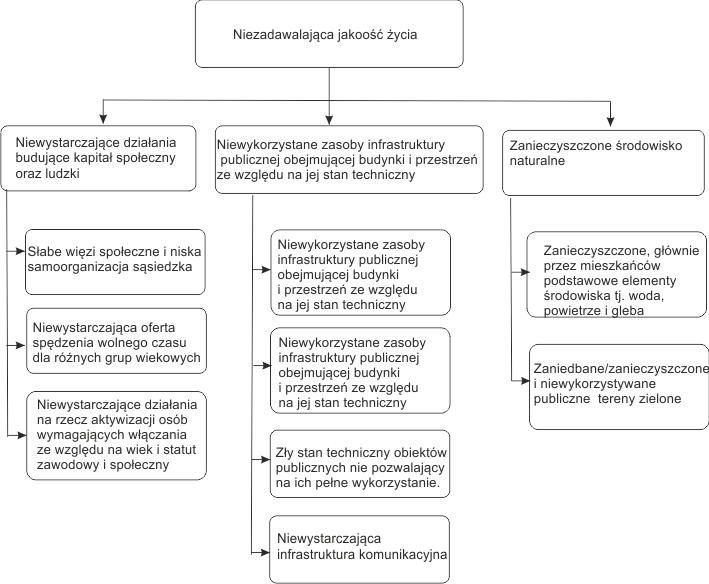 Niezadawalająca jakoość życia
Niewystarczające działania
budujące kapitał społeczny
oraz ludzki
Słabe więzi społeczne i niska
samoorganizacja sąsiedzka
Niewystarczająca oferta
spędzenia wolnego czasu
dla różnych grup wiekowych
Niewystarczające działania
na rzecz aktywizacji osób
wymagających włączania
ze względu na wiek i statut
zawodowy i społeczny
Niewykorzystane zasoby infrastruktury
publicznej obejmującej budynki i przestrzeń
ze względu na jej stan techniczny
Niewykorzystane zasoby
infrastruktury publicznej
obejmującej budynki
i przestrzeń ze względu
na jej stan techniczny
Niewykorzystane zasoby
infrastruktury publicznej
obejmującej budynki
i przestrzeń ze względu
na jej stan techniczny
Zły stan techniczny obiektów
publicznych nie pozwalający
na ich pełne wykorzystanie.
Niewystarczająca
infrastruktura komunikacyjna
Zanieczyszczone środowisko
naturalne
Zanieczyszczone, głównie
przez mieszkańców
podstawowe elementy
środowiska tj. woda,
powietrze i gleba
Zaniedbane/zanieczyszczone
i niewykorzystywane
publiczne tereny zielone